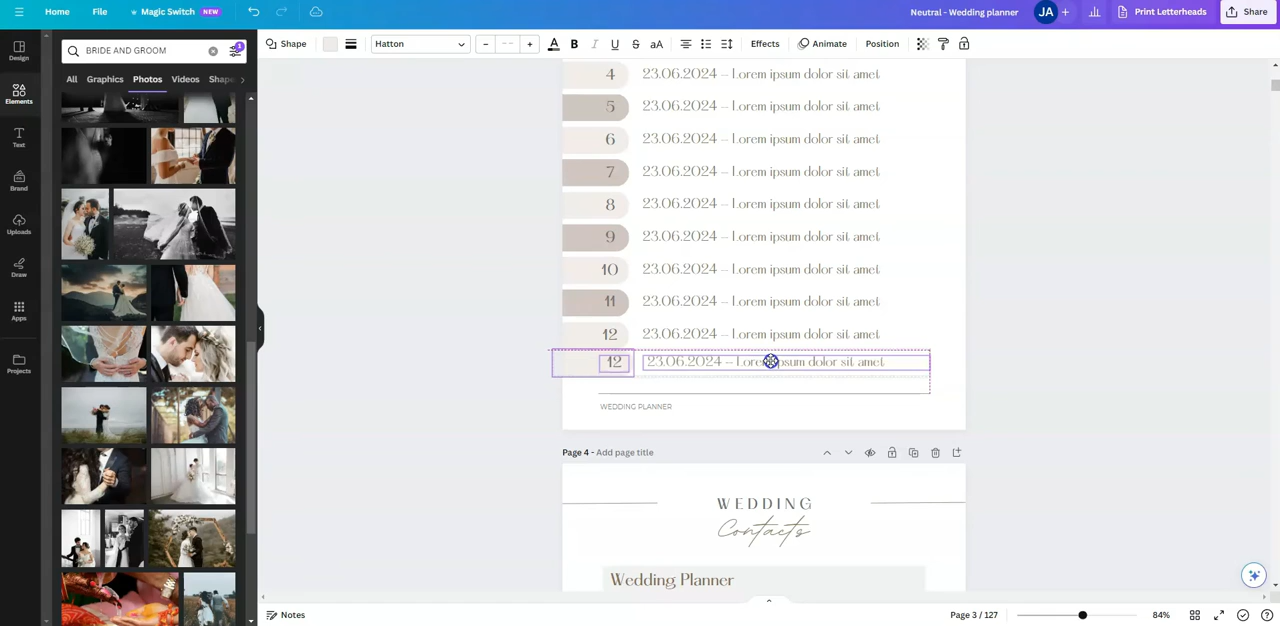 Home File Magic Switch NEW Neutral - Wedding planner JA + Print Letterheads Share
Design
Elements
Text
Brand
Uploads
Draw
Apps
Projects
BRIDE AND GROOM
1
All Graphics Photos Videos Shape
Shape Hatton - -- + A B I U S aA Effects Animate Position
4 23.06.2024 – Lorem ipsum dolor sit amet
5 23.06.2024 – Lorem ipsum dolor sit amet
6 23.06.2024 – Lorem ipsum dolor sit amet
7 23.06.2024 – Lorem ipsum dolor sit amet
8 23.06.2024 – Lorem ipsum dolor sit amet
9 23.06.2024 – Lorem ipsum dolor sit amet
10 23.06.2024 – Lorem ipsum dolor sit amet
11 23.06.2024 – Lorem ipsum dolor sit amet
12 23.06.2024 – Lorem ipsum dolor sit amet
12 23.06.2024 – Lorem ipsum dolor sit amet
WEDDING PLANNER
Page 4 - Add page title
WEDDING
Contacts
Wedding Planner
Notes Page 3 / 127 84%